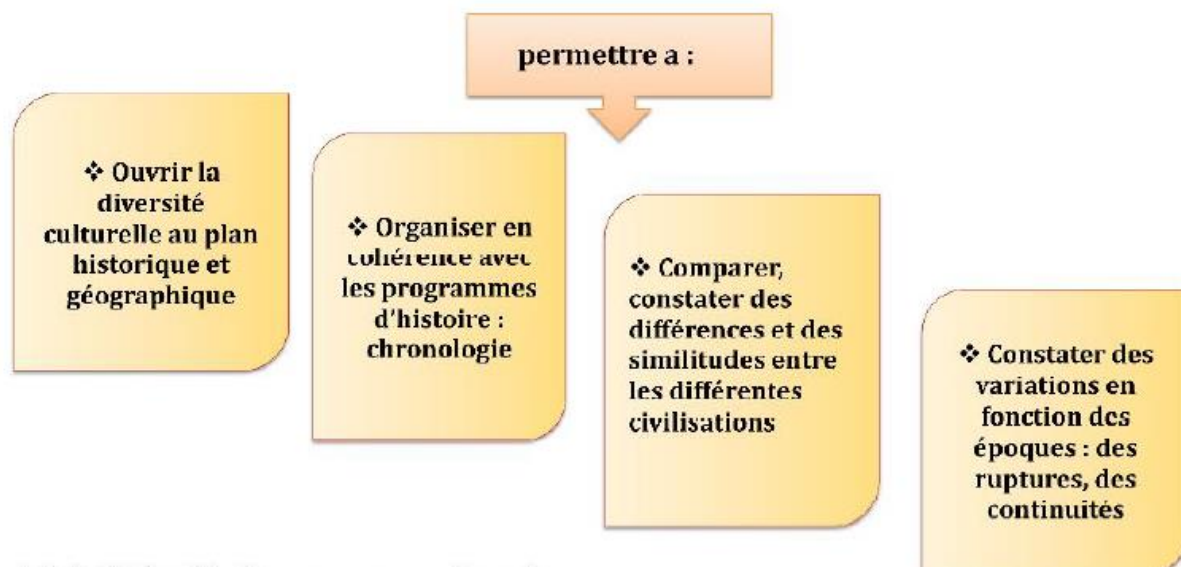 permettre a :
❖ Ouvrir la
diversité
culturelle au plan
historique et
géographique
❖ Organiser en
cohérence avec
les programmes
d'histoire :
chronologie
❖ Comparer,
constater des
différences et des
similitudes entre
les différentes
civilisations
❖ Constater des
variations en
fonction des
époques : des
ruptures, des
continuités